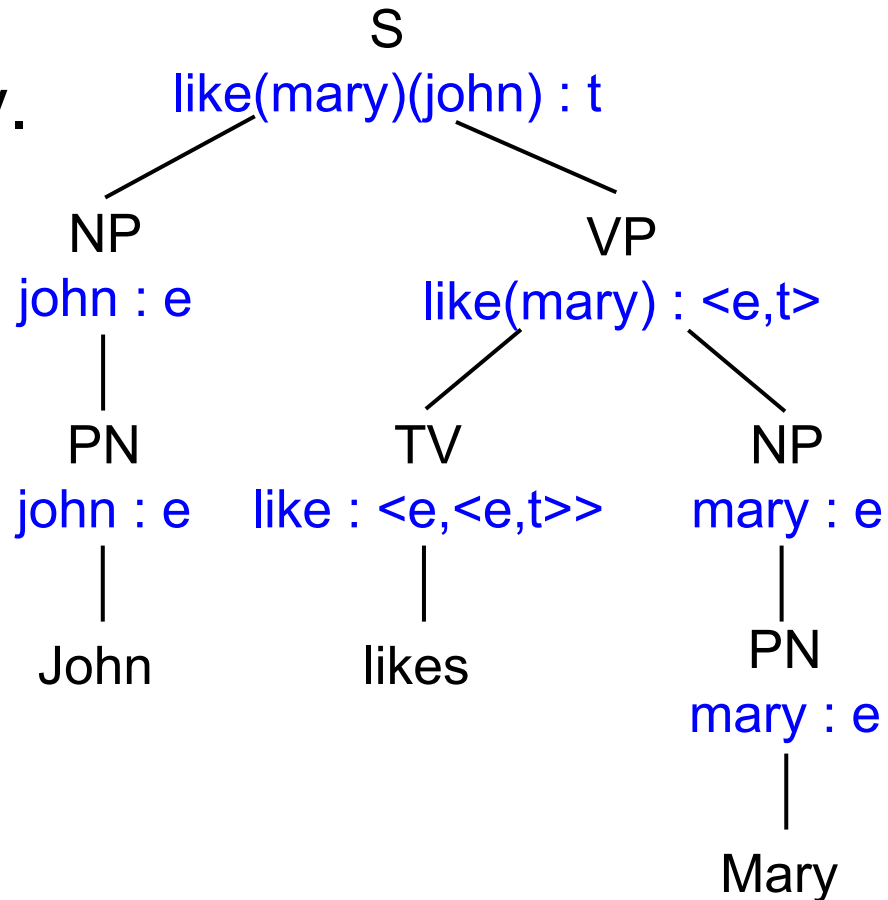 S
y.
like(mary)(john) : t
NP VP
john : e like(mary) : <e,t>
PN TV NP
john : e like : <e,<e,t>> mary : e
John likes PN
mary : e
Mary